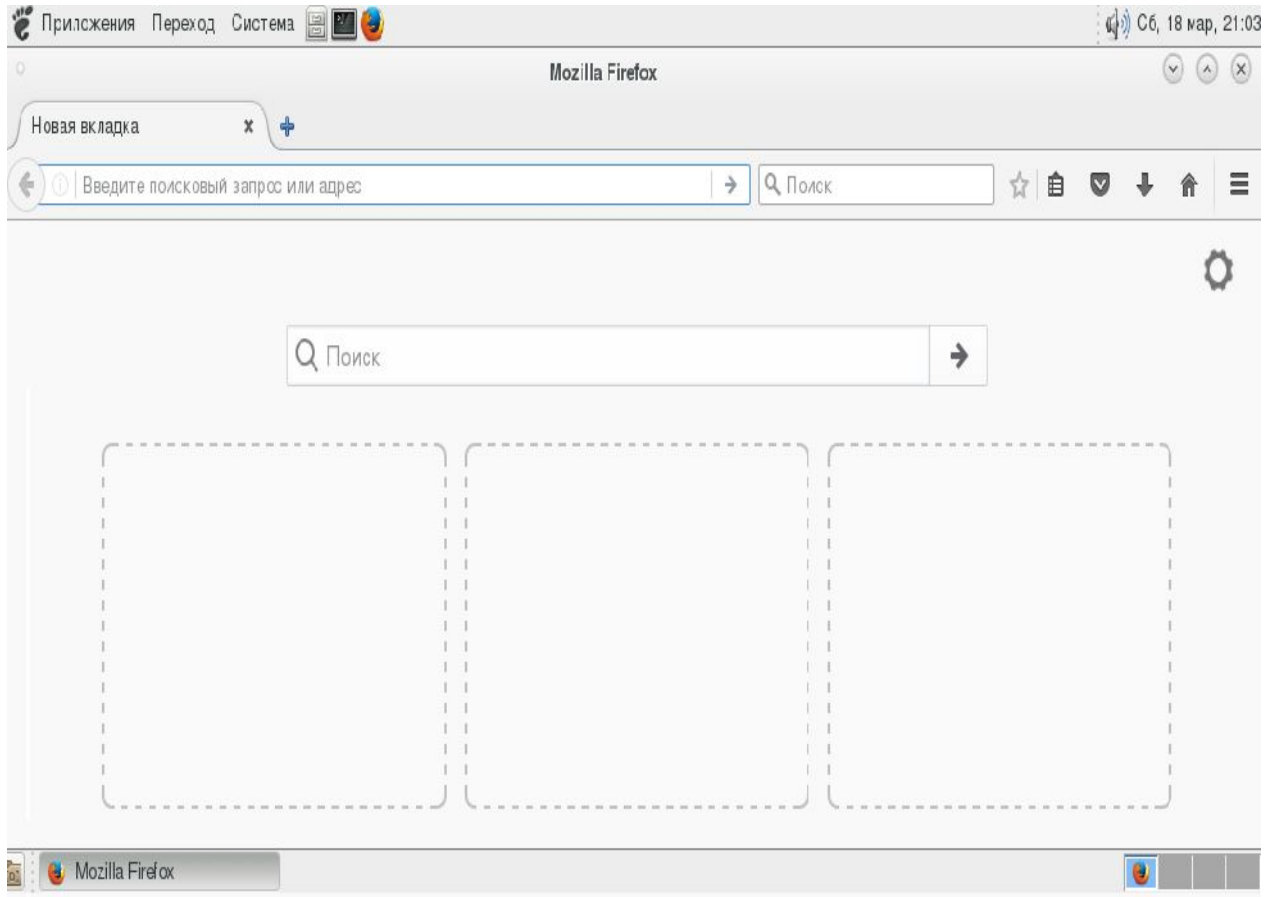 Приложения Переход Система Сб, 18 мар, 21:03
Mozilla Firefox
Новая вкладка
Введите поисковый запрос или адрес Поиск
Поиск
Mozilla Firefox